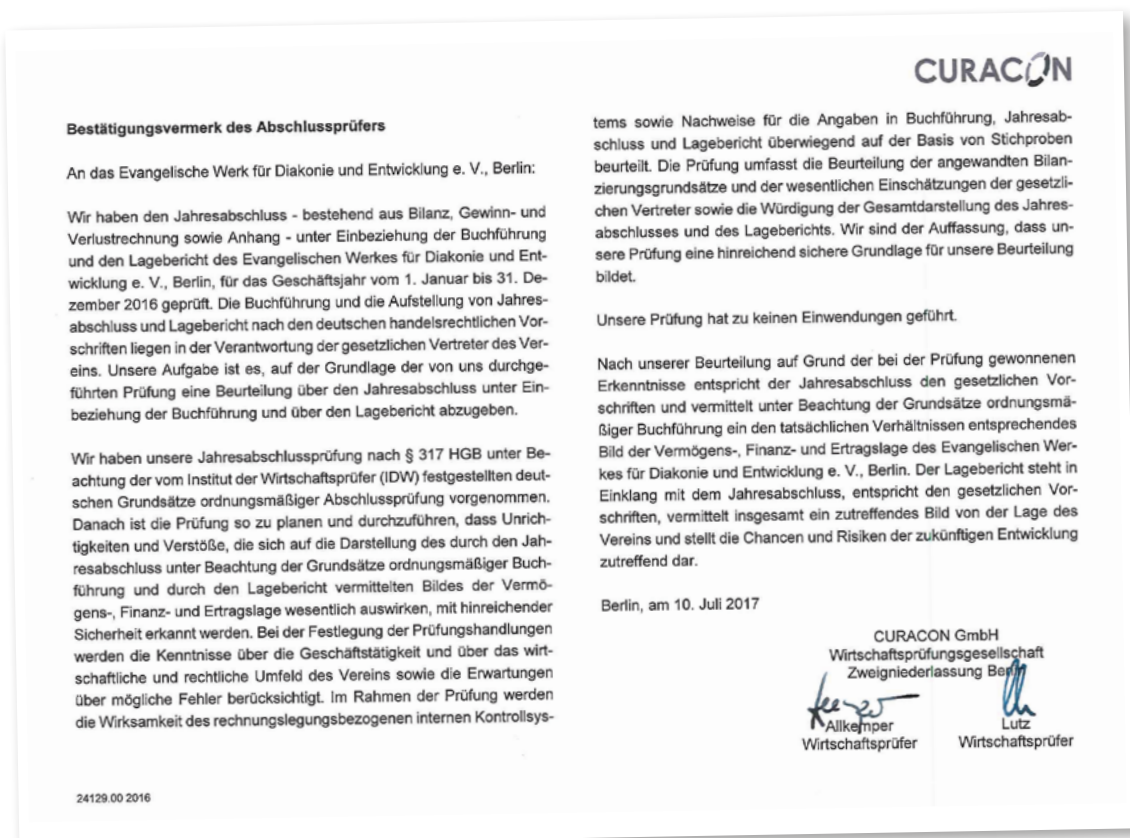 CURACON
Bestätigungsvermerk des Abschlussprüfers
An das Evangelische Werk für Diakonie und Entwicklung e. V., Berlin:
Wir haben den Jahresabschluss - bestehend aus Bilanz, Gewinn- und
Verlustrechnung sowie Anhang - unter Einbeziehung der Buchführung
und den Lagebericht des Evangelischen Werkes für Diakonie und Ent-
wicklung e. V., Berlin, für das Geschäftsjahr vom 1. Januar bis 31. De-
zember 2016 geprüft. Die Buchführung und die Aufstellung von Jahres-
abschluss und Lagebericht nach den deutschen handelsrechtlichen Vor-
schriften liegen in der Verantwortung der gesetzlichen Vertreter des Ver-
eins. Unsere Aufgabe ist es, auf der Grundlage der von uns durchge-
führten Prüfung eine Beurteilung über den Jahresabschluss unter Ein-
beziehung der Buchführung und über den Lagebericht abzugeben.
Wir haben unsere Jahresabschlussprüfung nach § 317 HGB unter Be-
achtung der vom Institut der Wirtschaftsprüfer (IDW) festgestellten deut-
schen Grundsätze ordnungsmäßiger Abschlussprüfung vorgenommen.
Danach ist die Prüfung so zu planen und durchzuführen, dass Unrich-
tigkeiten und Verstöße, die sich auf die Darstellung des durch den Jah-
resabschluss unter Beachtung der Grundsätze ordnungsmäßiger Buch-
führung und durch den Lagebericht vermittelten Bildes der Vermö-
gens-, Finanz- und Ertragslage wesentlich auswirken, mit hinreichender
Sicherheit erkannt werden. Bei der Festlegung der Prüfungshandlungen
werden die Kenntnisse über die Geschäftstätigkeit und über das wirt-
schaftliche und rechtliche Umfeld des Vereins sowie die Erwartungen
über mögliche Fehler berücksichtigt. Im Rahmen der Prüfung werden
die Wirksamkeit des rechnungslegungsbezogenen internen Kontrollsys-
tems sowie Nachweise für die Angaben in Buchführung, Jahresab-
schluss und Lagebericht überwiegend auf der Basis von Stichproben
beurteilt. Die Prüfung umfasst die Beurteilung der angewandten Bilan-
zierungsgrundsätze und der wesentlichen Einschätzungen der gesetzli-
chen Vertreter sowie die Würdigung der Gesamtdarstellung des Jahres-
abschlusses und des Lageberichts. Wir sind der Auffassung, dass un-
sere Prüfung eine hinreichend sichere Grundlage für unsere Beurteilung
bildet.
Unsere Prüfung hat zu keinen Einwendungen geführt.
Nach unserer Beurteilung auf Grund der bei der Prüfung gewonnenen
Erkenntnisse entspricht der Jahresabschluss den gesetzlichen Vor-
schriften und vermittelt unter Beachtung der Grundsätze ordnungsmä-
ßiger Buchführung ein den tatsächlichen Verhältnissen entsprechendes
Bild der Vermögens-, Finanz- und Ertragslage des Evangelischen Wer-
kes für Diakonie und Entwicklung e. V., Berlin. Der Lagebericht steht in
Einklang mit dem Jahresabschluss, entspricht den gesetzlichen Vor-
schriften, vermittelt insgesamt ein zutreffendes Bild von der Lage des
Vereins und stellt die Chancen und Risiken der zukünftigen Entwicklung
zutreffend dar.
Berlin, am 10. Juli 2017
CURACON GmbH
Wirtschaftsprüfungsgesellschaft
Zweigniederlassung Berlin
Allkemper Lutz
Wirtschaftsprüfer Wirtschaftsprüfer
24129.00 2016